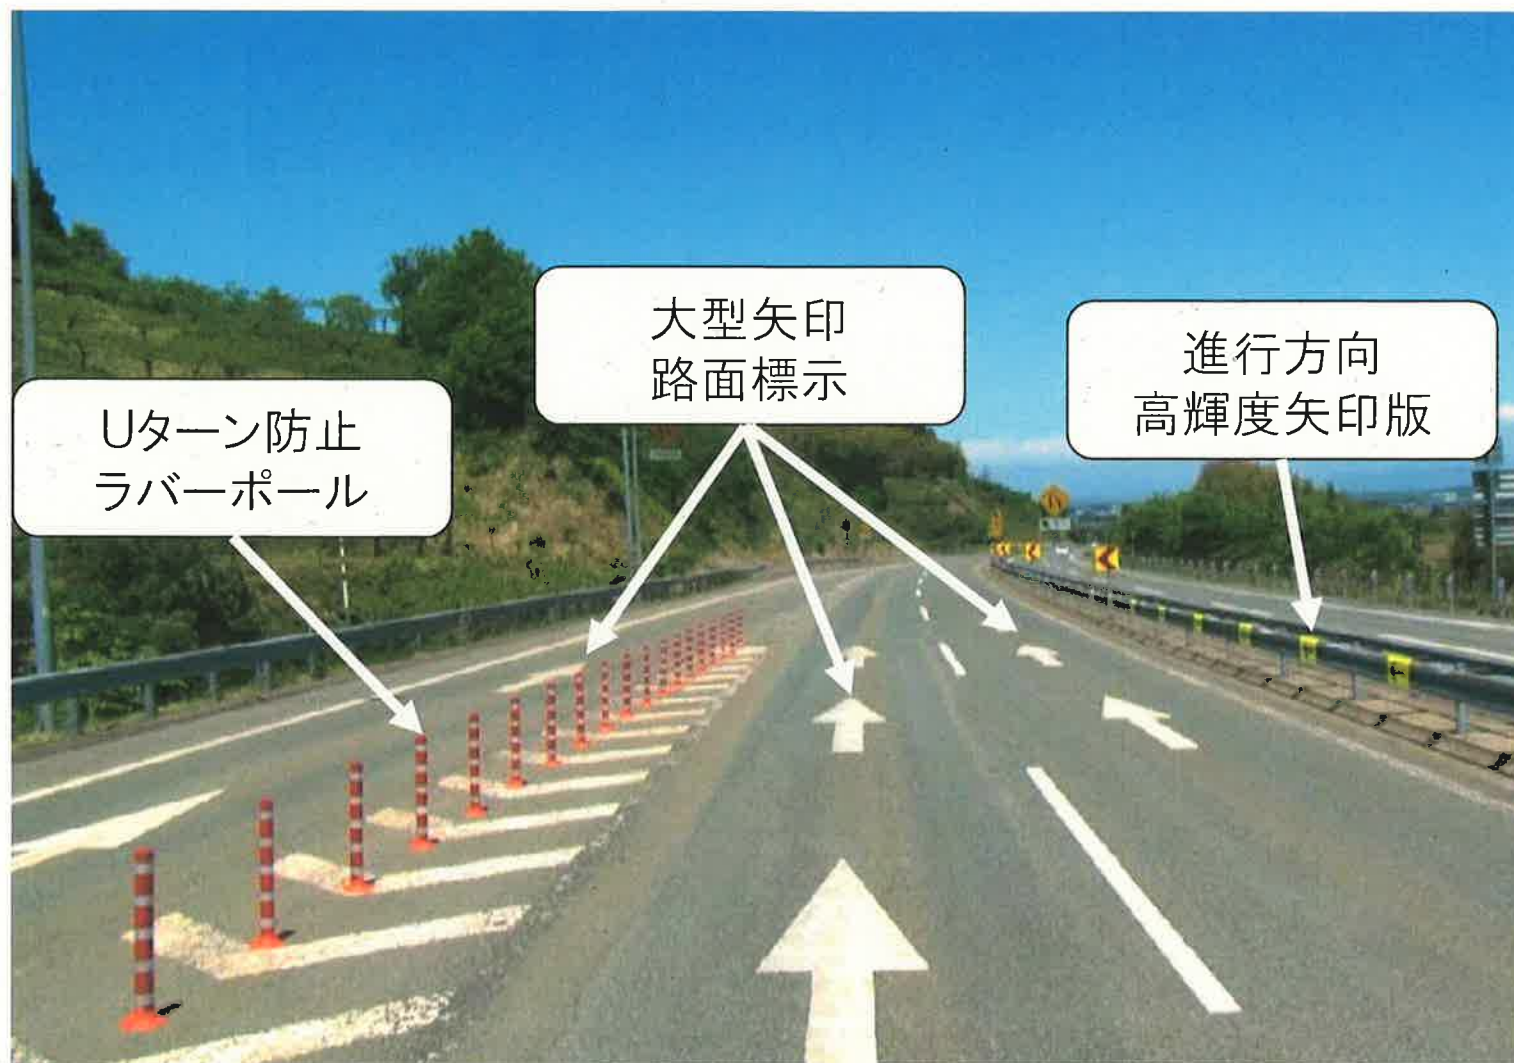 Uターン防止
ラバーポール
大型矢印
路面標示
進行方向
高輝度矢印版